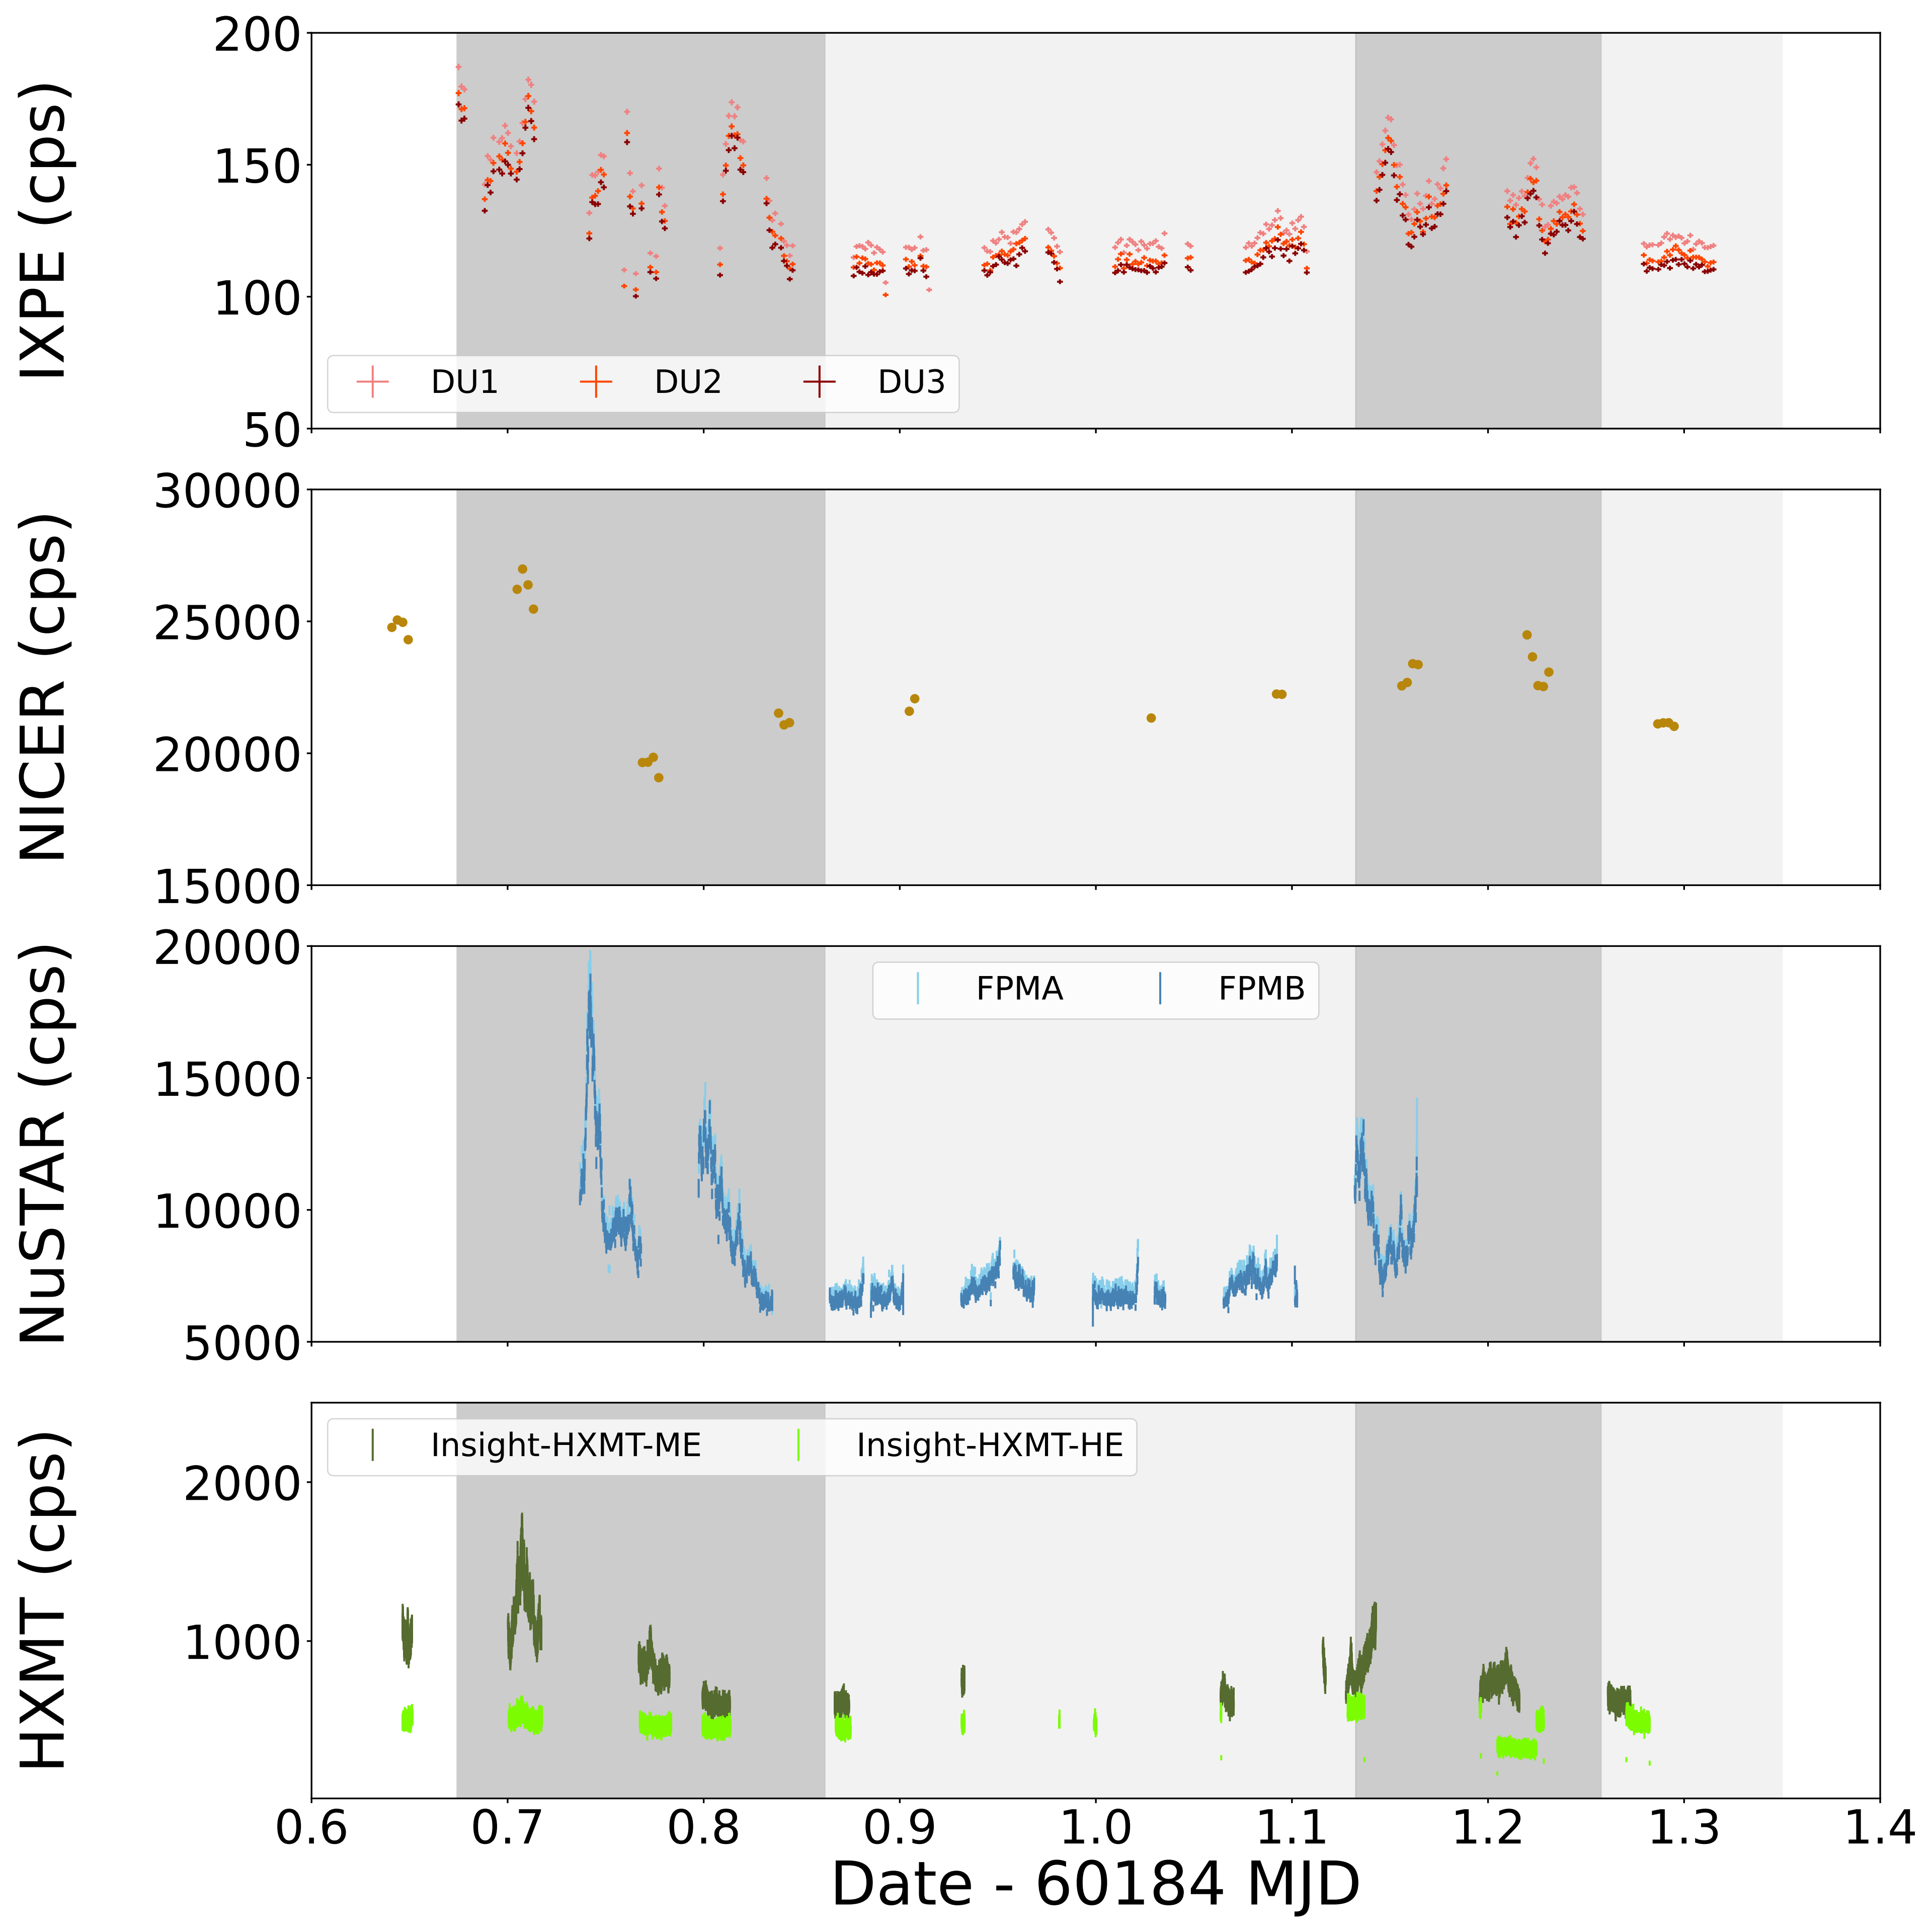 200
150
100
50
IXPE (cps)
DU1 DU2 DU3
30000
25000
20000
15000
NICER (cps)
20000
15000
10000
5000
NuSTAR (cps)
FPMA FPMB
2000
1000
HXMT (cps)
Insight-HXMT-ME Insight-HXMT-HE
0.6 0.7 0.8 0.9 1.0 1.1 1.2 1.3 1.4
Date - 60184 MJD